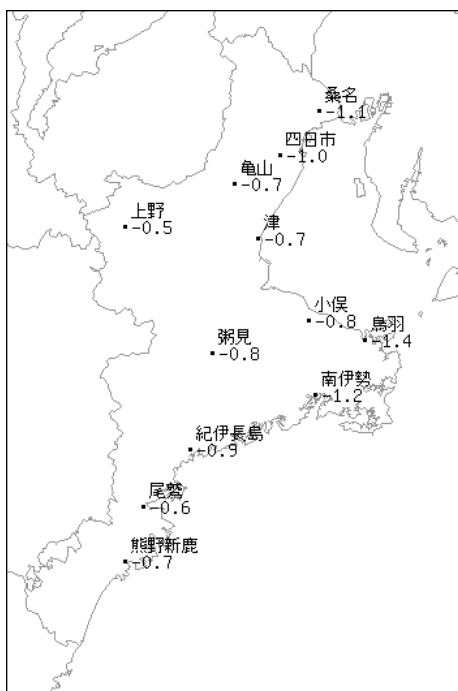 桑名
-1.1
四日市
-1.0
亀山
-0.7
上野
-0.5
津
-0.7
小俣
-0.8
鳥羽
-1.4
粥見
-0.8
南伊勢
-1.2
紀伊長島
-0.9
尾鷲
-0.6
熊野新鹿
-0.7